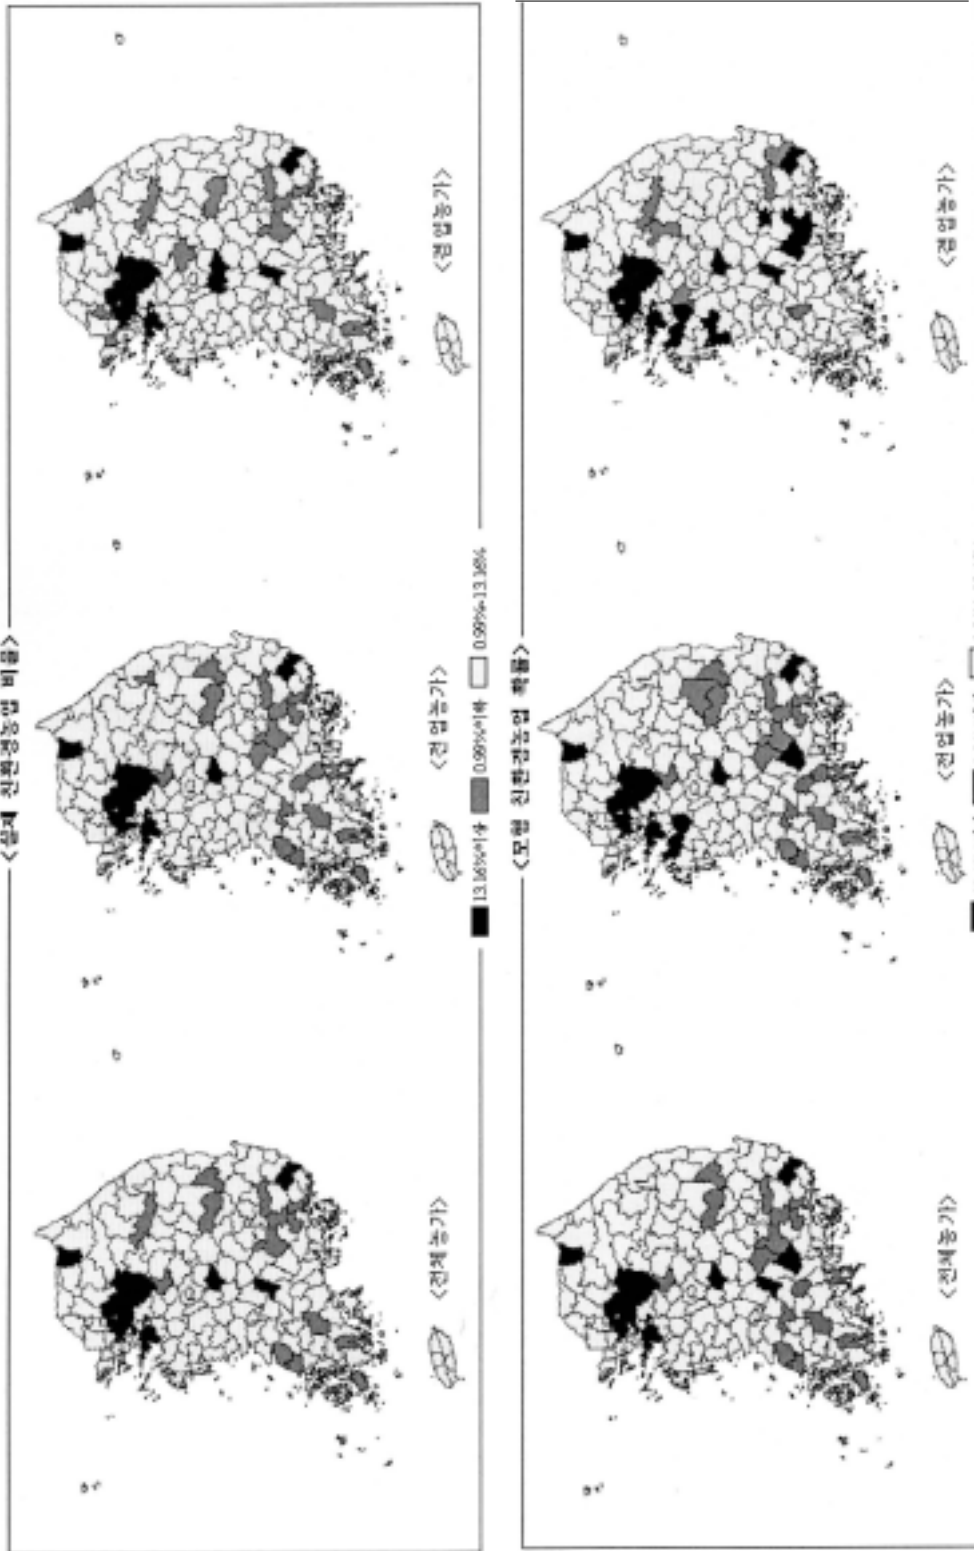 <실제 친환경농업 비율>
<전체농가>
<전업농가>
<겸업농가>
13.16%이상
0.99%이하
0.99%~13.16%
<모형 친환경농업 확률>
<전체농가>
<전업농가>
<겸업농가>